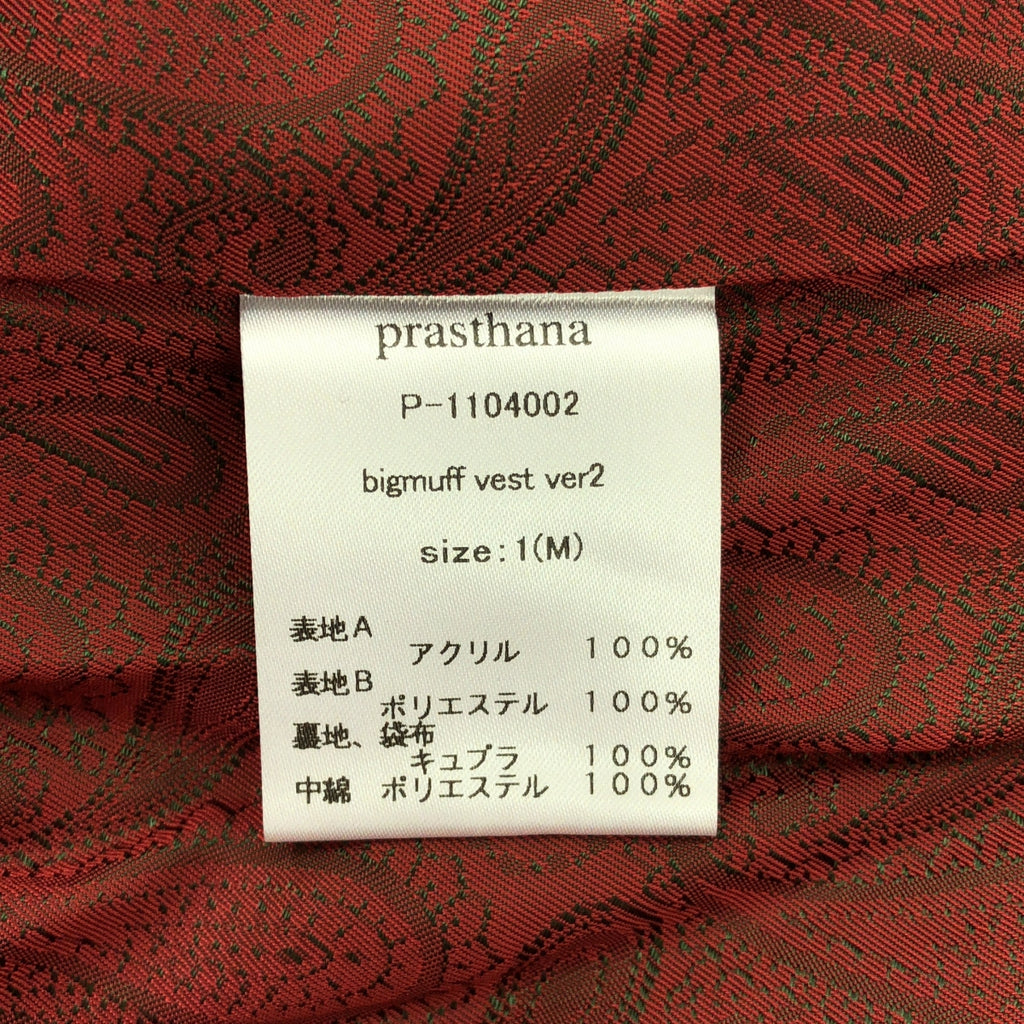 prasthana
P-1104002
bigmuff vest ver2
size:1(M)
表地A
アクリル 100%
表地B
ポリエステル 100%
裏地、袋布
キュプラ 100%
中綿 ポリエステル 100%